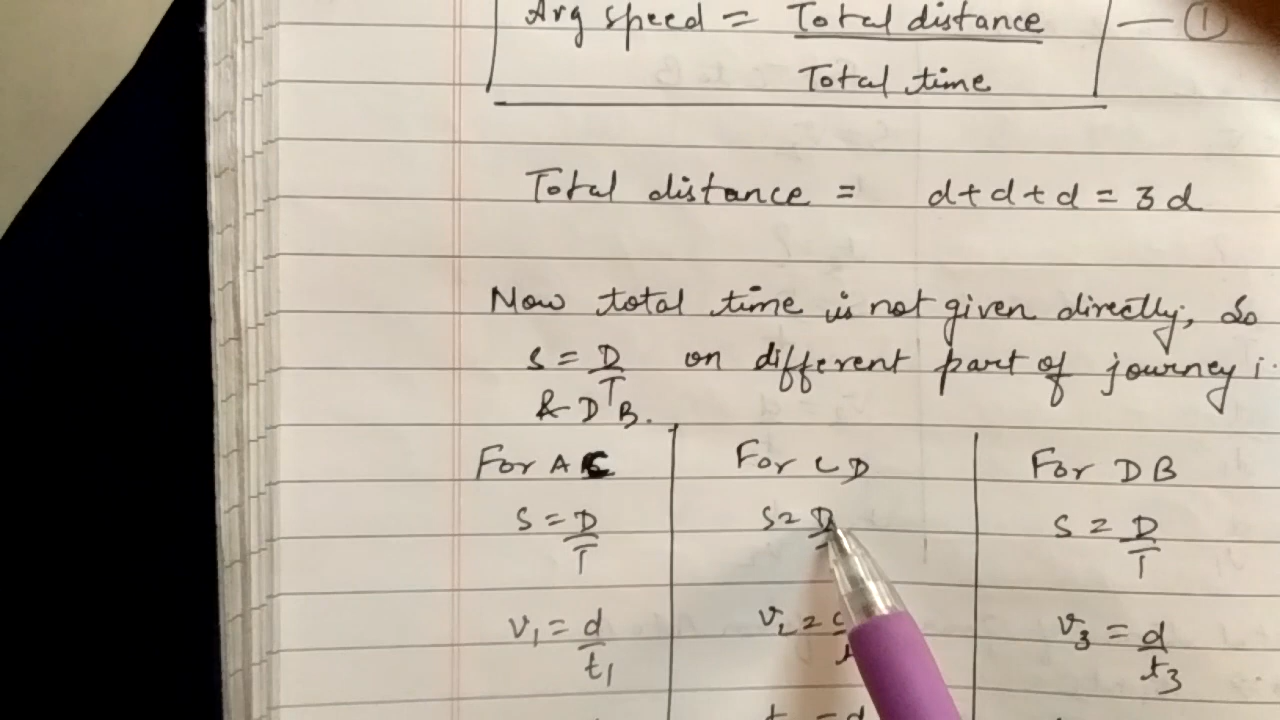 Avg speed = Total distance / Total time — ①
Total distance = d+d+d = 3d
Now total time is not given directly, So
S = D/T on different part of journey i.
& DB.
For AC
S = D/T
v₁ = d/t₁
For CD
S = D
v₂ =
For DB
S = D/T
v₃ = d/t₃